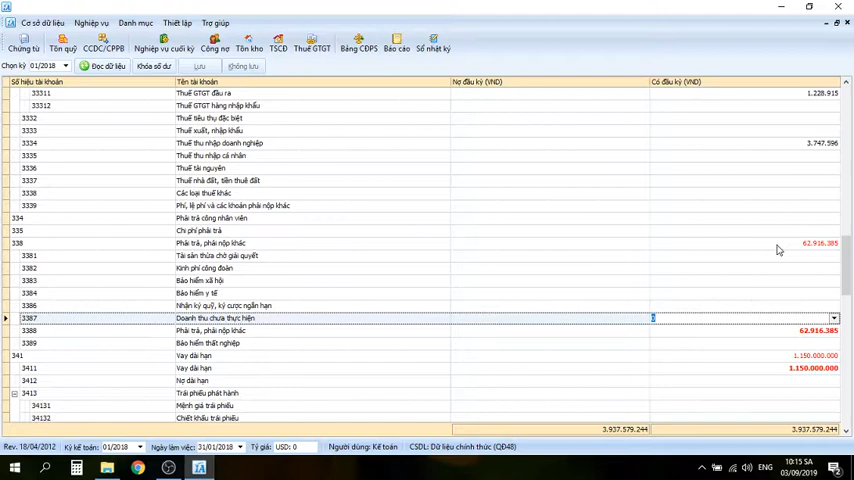 Cơ sở dữ liệu Nghiệp vụ Danh mục Thiết lập Trợ giúp
Chứng từ Tồn quỹ CCDC/CPPB Nghiệp vụ cuối kỳ Công nợ Tồn kho TSCĐ Thuế GTGT Bảng CĐPS Báo cáo Sổ nhật ký
Chọn kỳ 01/2018 Đọc dữ liệu Khóa sổ dư Lưu Không lưu
Số hiệu tài khoản Tên tài khoản Nợ đầu kỳ (VND) Có đầu kỳ (VND)
33311 Thuế GTGT đầu ra 1.228.915
33312 Thuế GTGT hàng nhập khẩu
3332 Thuế tiêu thụ đặc biệt
3333 Thuế xuất, nhập khẩu
3334 Thuế thu nhập doanh nghiệp 3.747.596
3335 Thuế thu nhập cá nhân
3336 Thuế tài nguyên
3337 Thuế nhà đất, tiền thuê đất
3338 Các loại thuế khác
3339 Phí, lệ phí và các khoản phải nộp khác
334 Phải trả công nhân viên
335 Chi phí phải trả
338 Phải trả, phải nộp khác 62.916.385
3381 Tài sản thừa chờ giải quyết
3382 Kinh phí công đoàn
3383 Bảo hiểm xã hội
3384 Bảo hiểm y tế
3386 Nhận ký quỹ, ký cược ngắn hạn
3387 Doanh thu chưa thực hiện 0
3388 Phải trả, phải nộp khác 62.916.385
3389 Bảo hiểm thất nghiệp
341 Vay dài hạn 1.150.000.000
3411 Vay dài hạn 1.150.000.000
3412 Nợ dài hạn
3413 Trái phiếu phát hành
34131 Mệnh giá trái phiếu
34132 Chiết khấu trái phiếu
3.937.579.244 3.937.579.244
Rev. 18/04/2012 Kỳ kế toán: 01/2018 Ngày làm việc: 31/01/2018 Tỷ giá: USD: 0 Người dùng: Kế toán CSDL: Dữ liệu chính thức (QĐ48)
ENG 10:15 SA
03/09/2019